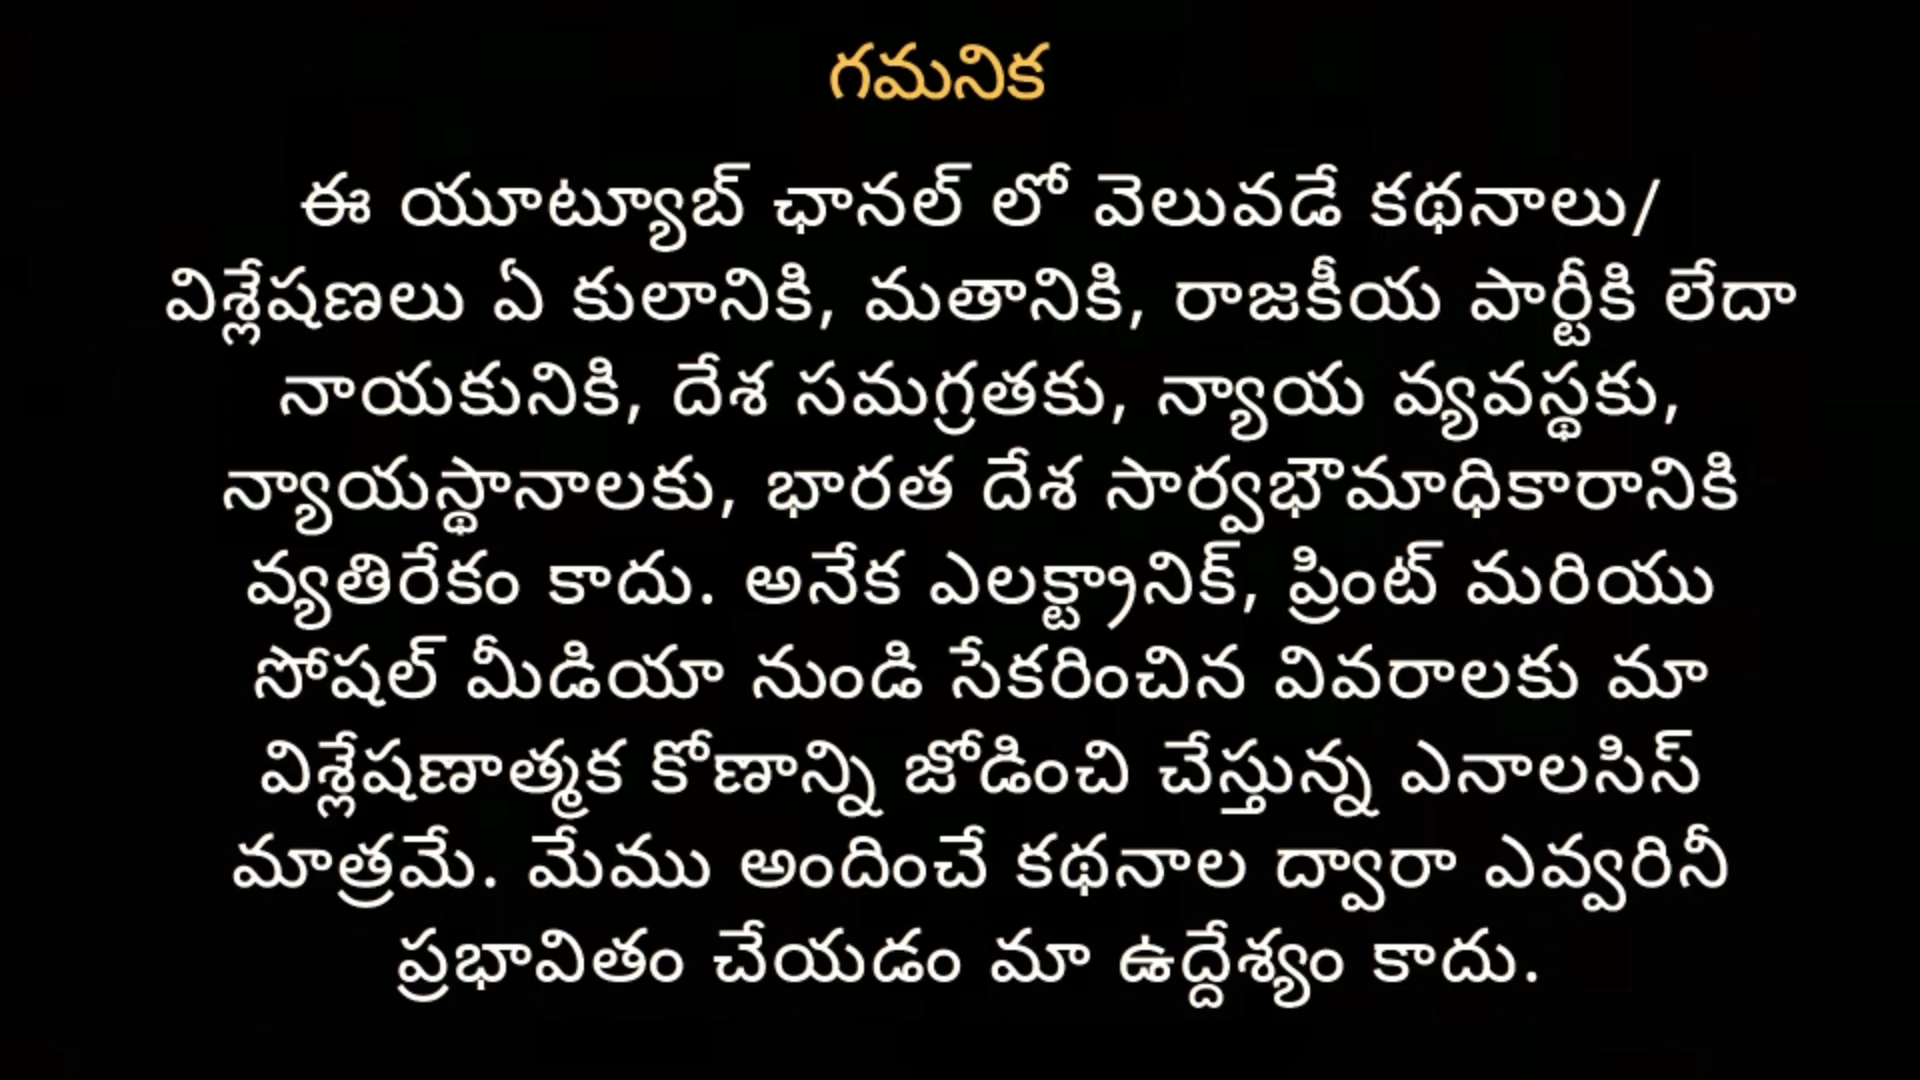 గమనిక
ఈ యూట్యూబ్ ఛానల్ లో వెలువడే కథనాలు/
విశ్లేషణలు ఏ కులానికి, మతానికి, రాజకీయ పార్టీకి లేదా
నాయకునికి, దేశ సమగ్రతకు, న్యాయ వ్యవస్థకు,
న్యాయస్థానాలకు, భారత దేశ సార్వభౌమాధికారానికి
వ్యతిరేకం కాదు. అనేక ఎలక్ట్రానిక్, ప్రింట్ మరియు
సోషల్ మీడియా నుండి సేకరించిన వివరాలకు మా
విశ్లేషణాత్మక కోణాన్ని జోడించి చేస్తున్న ఎనాలసిస్
మాత్రమే. మేము అందించే కథనాల ద్వారా ఎవ్వరినీ
ప్రభావితం చేయడం మా ఉద్దేశ్యం కాదు.